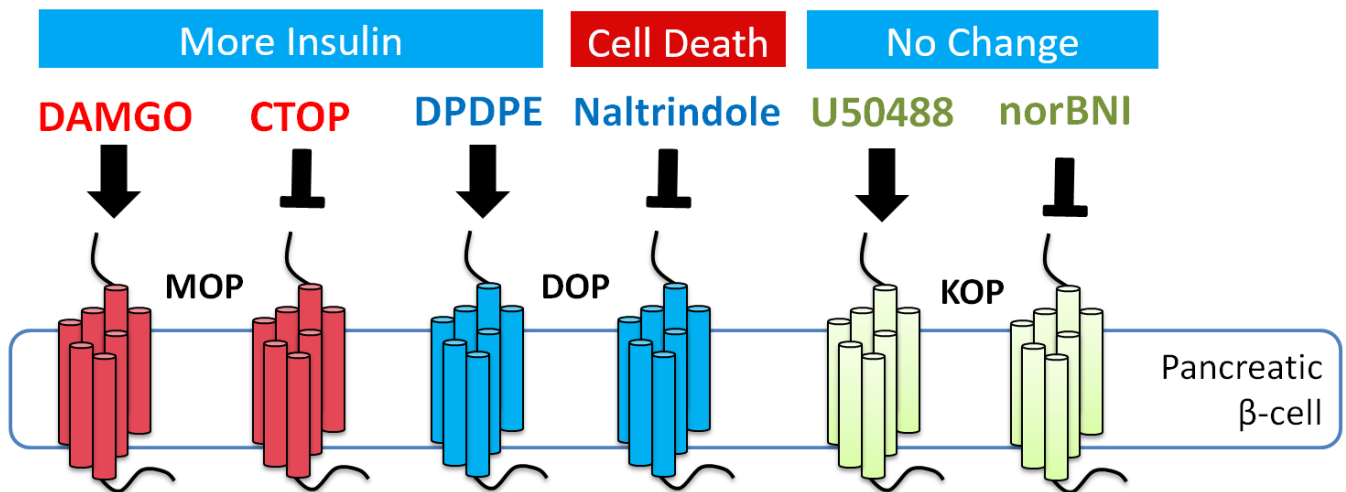 More Insulin
Cell Death
No Change
DAMGO
CTOP
DPDPE
Naltrindole
U50488
norBNI
MOP
DOP
KOP
Pancreatic
β-cell